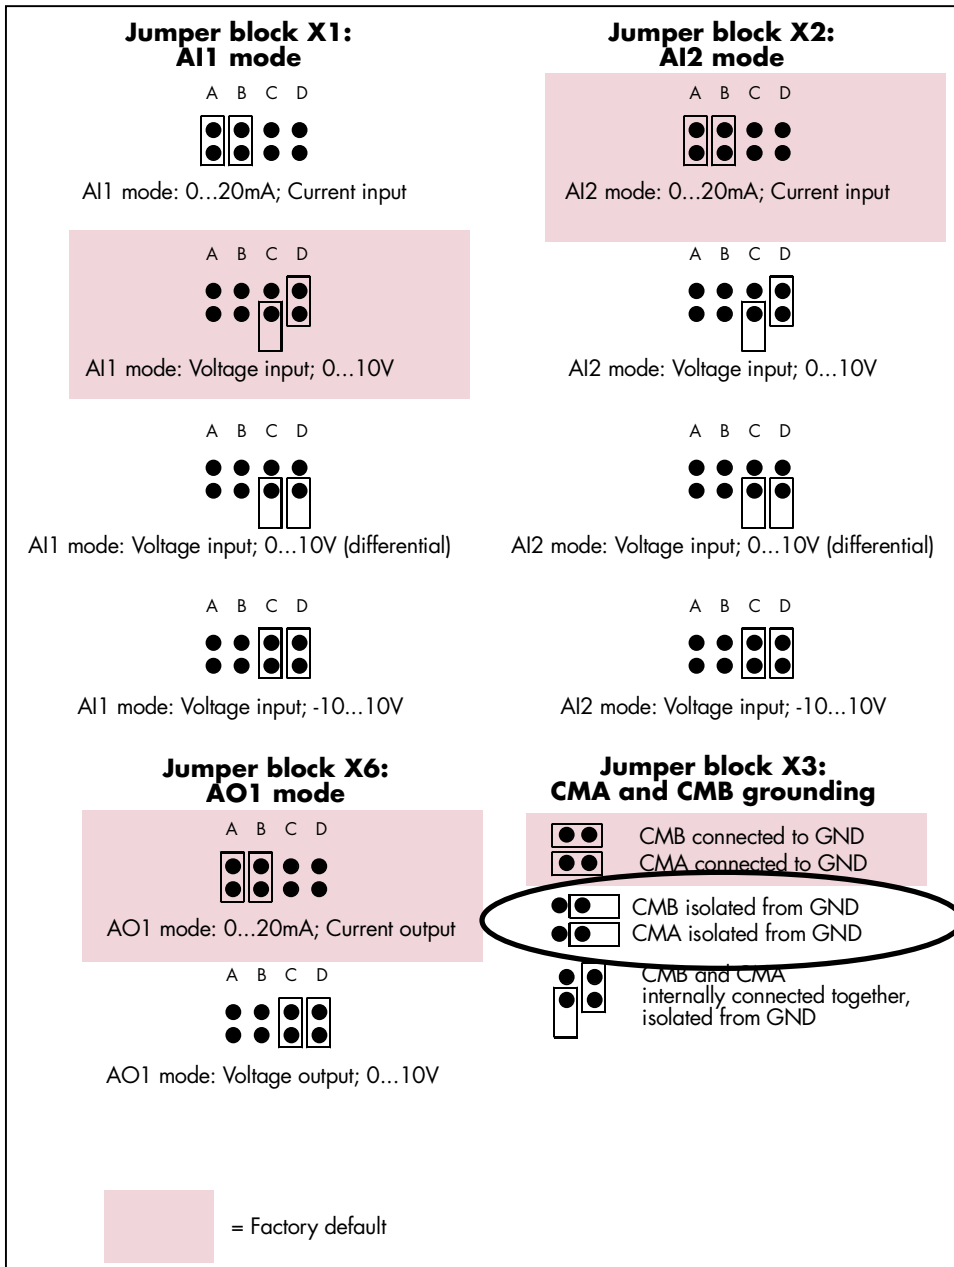 Jumper block X1:
AI1 mode
A B C D
AI1 mode: 0...20mA; Current input
A B C D
AI1 mode: Voltage input; 0...10V
A B C D
AI1 mode: Voltage input; 0...10V (differential)
A B C D
AI1 mode: Voltage input; -10...10V
Jumper block X2:
AI2 mode
A B C D
AI2 mode: 0...20mA; Current input
A B C D
AI2 mode: Voltage input; 0...10V
A B C D
AI2 mode: Voltage input; 0...10V (differential)
A B C D
AI2 mode: Voltage input; -10...10V
Jumper block X6:
AO1 mode
A B C D
AO1 mode: 0...20mA; Current output
A B C D
AO1 mode: Voltage output; 0...10V
Jumper block X3:
CMA and CMB grounding
CMB connected to GND
CMA connected to GND
CMB isolated from GND
CMA isolated from GND
CMB and CMA
internally connected together,
isolated from GND
= Factory default